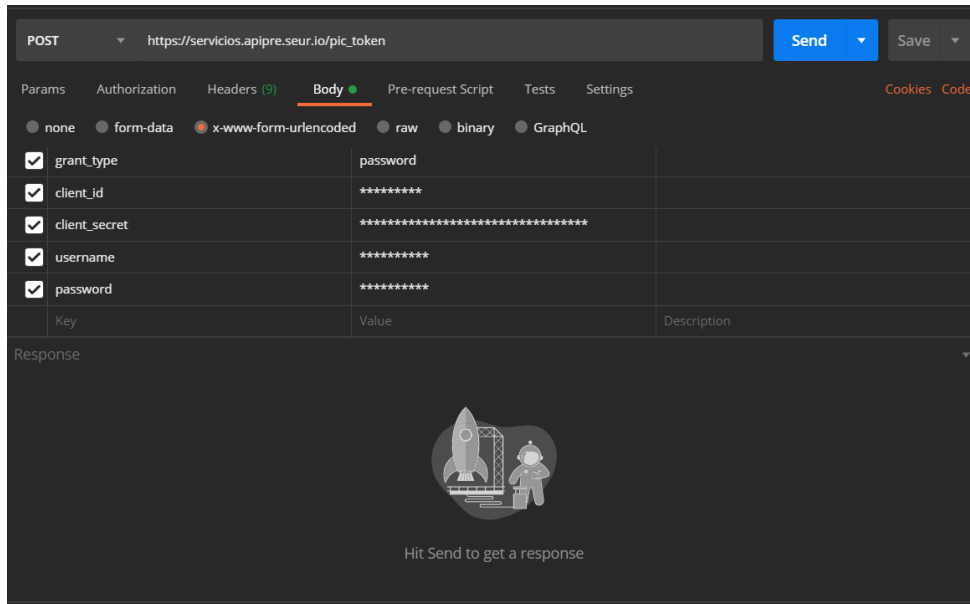 POST https://servicios.apipre.seur.io/pic_token Send Save
Params Authorization Headers (9) Body Pre-request Script Tests Settings Cookies Code
none form-data x-www-form-urlencoded raw binary GraphQL
grant_type password
client_id *********
client_secret *********************************
username **********
password **********
Key Value Description
Response
Hit Send to get a response